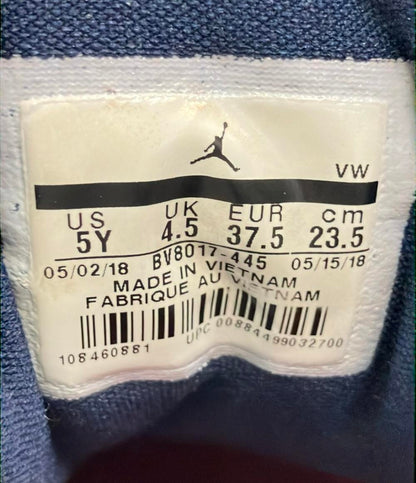 VW
US UK EUR cm
5Y 4.5 37.5 23.5
05/02/18 BV8017-445 05/15/18
MADE IN VIETNAM
FABRIQUE AU VIETNAM
108460881 UPC 00884499032700